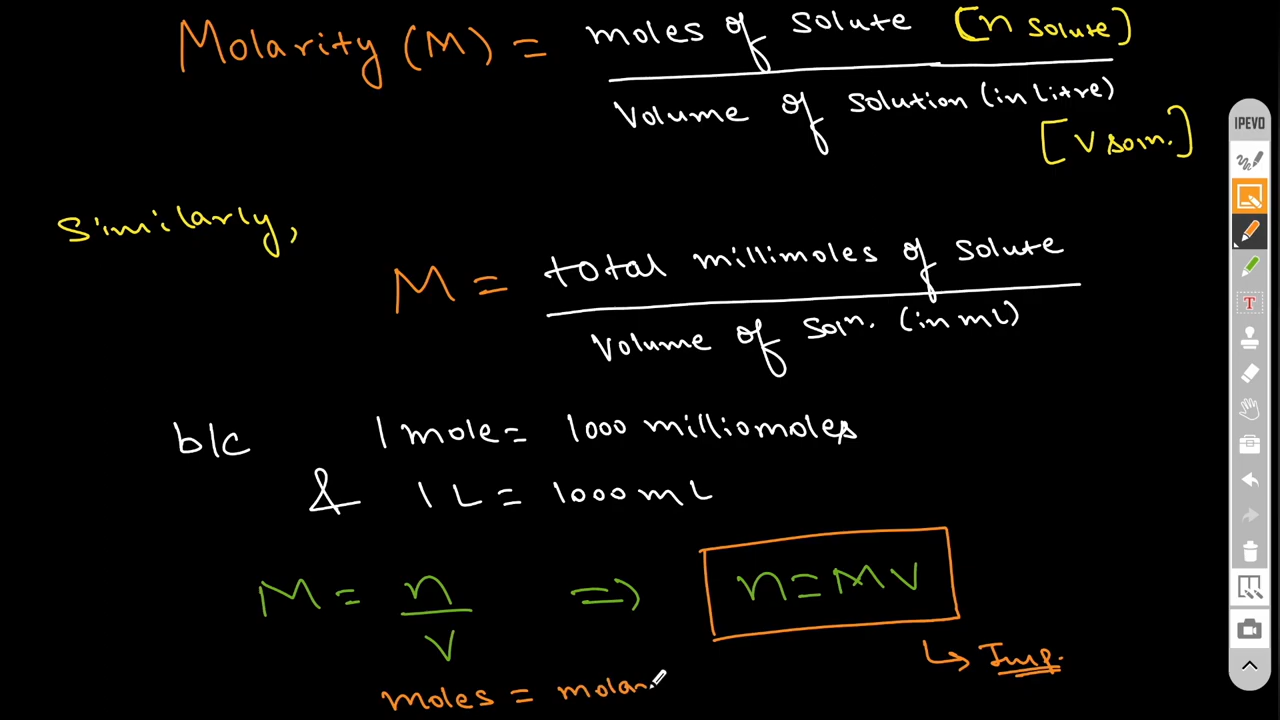 Molarity (M) = moles of solute [n solute]
Volume of solution (in Litre)
[V soln.]
Similarly,
M = total millimoles of solute
Volume of soln. (in mL)
b/c 1 mole = 1000 milliomoles
& 1 L = 1000 mL
M = n/V => n = MV
↳ Imp.
moles = molar
IPEVO
T